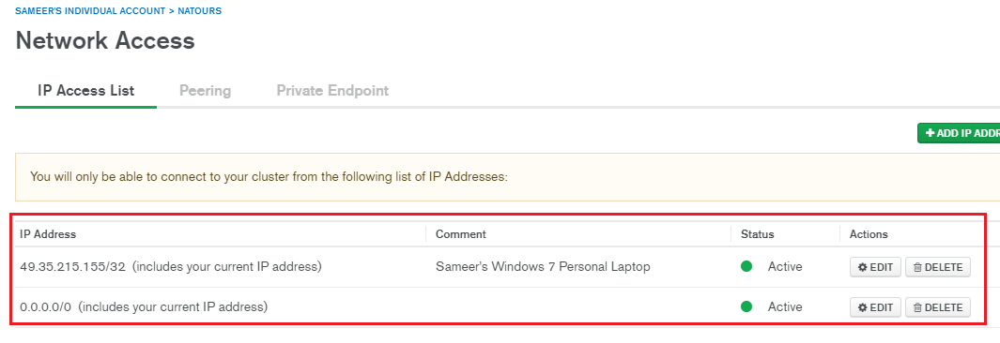 SAMEER'S INDIVIDUAL ACCOUNT > NATOURS
Network Access
IP Access List Peering Private Endpoint
+ ADD IP ADDR
You will only be able to connect to your cluster from the following list of IP Addresses:
IP Address Comment Status Actions
49.35.215.155/32 (includes your current IP address) Sameer's Windows 7 Personal Laptop Active EDIT DELETE
0.0.0.0/0 (includes your current IP address) Active EDIT DELETE